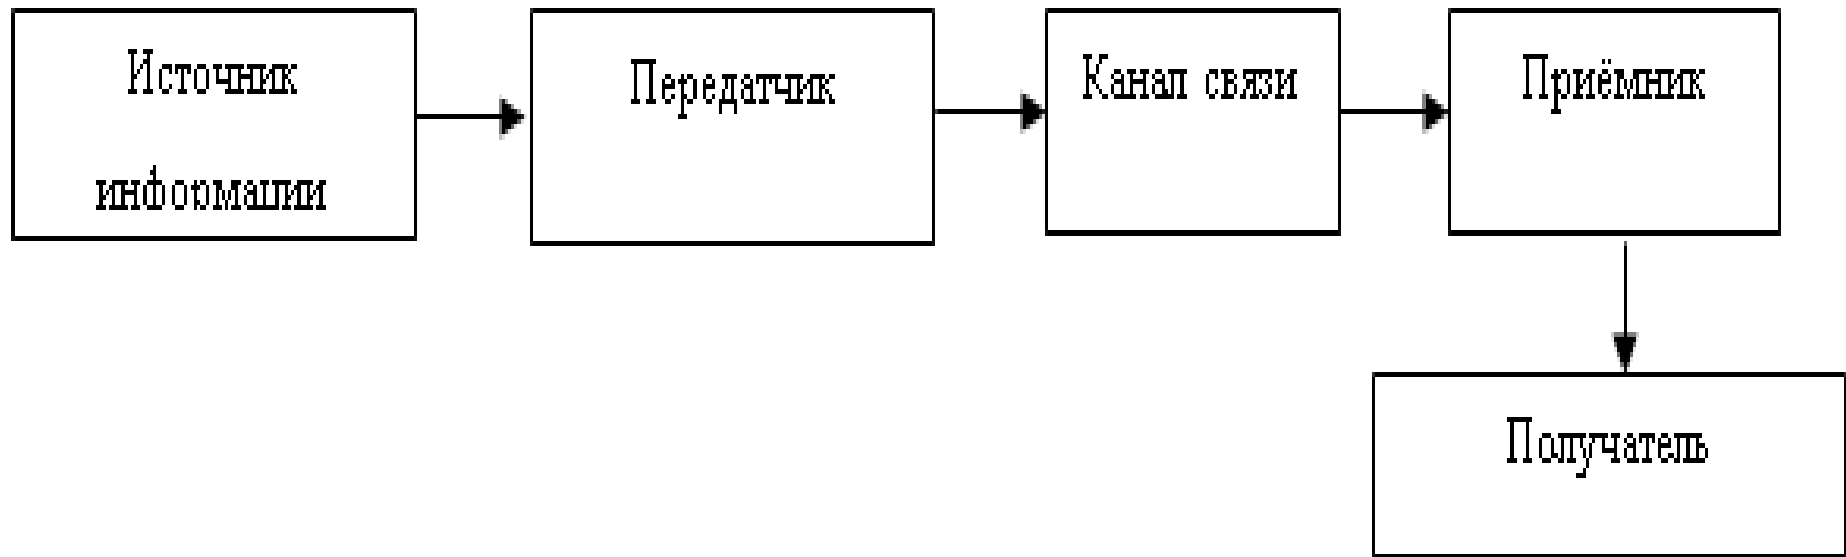 Источник
информации
Передатчик
Канал связи
Приёмник
Получатель